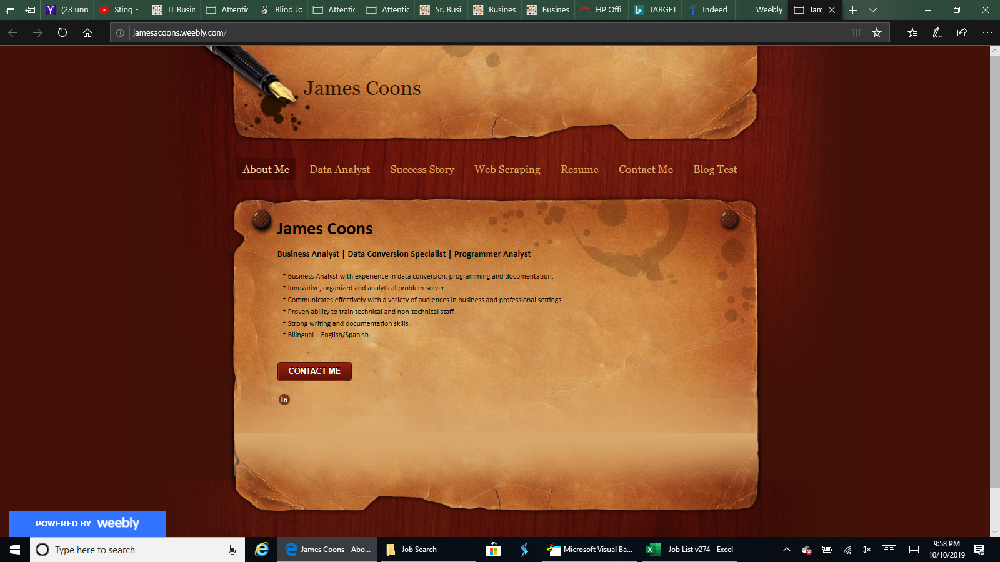 (23 unr
Sting -
IT Busin
Attentic
Blind Jc
Attentic
Attentic
Sr. Busi
Busines
Busines
HP Offi
TARGET
Indeed
Weebly
Jam
jamesacoons.weebly.com/
James Coons
About Me
Data Analyst
Success Story
Web Scraping
Resume
Contact Me
Blog Test
James Coons
Business Analyst | Data Conversion Specialist | Programmer Analyst
* Business Analyst with experience in data conversion, programming and documentation.
* Innovative, organized and analytical problem-solver.
* Communicates effectively with a variety of audiences in business and professional settings.
* Proven ability to train technical and non-technical staff.
* Strong writing and documentation skills.
* Bilingual – English/Spanish.
CONTACT ME
in
POWERED BY weebly
Type here to search
James Coons - Abo...
Job Search
Microsoft Visual Ba...
_ Job List v274 - Excel
9:58 PM
10/10/2019